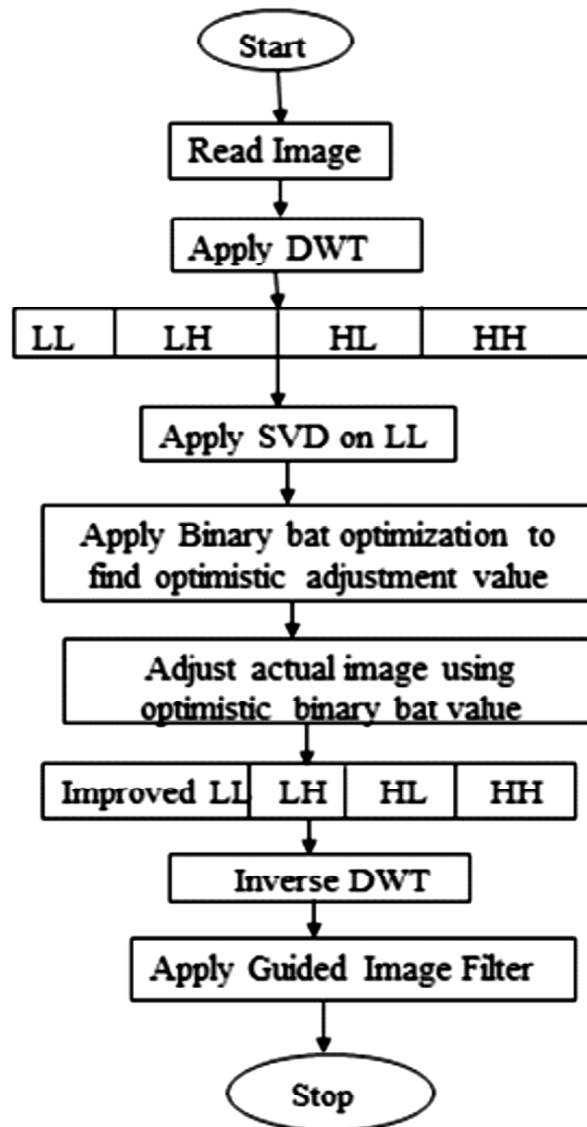 Start
Read Image
Apply DWT
LL LH HL HH
Apply SVD on LL
Apply Binary bat optimization to
find optimistic adjustment value
Adjust actual image using
optimistic binary bat value
Improved LL LH HL HH
Inverse DWT
Apply Guided Image Filter
Stop